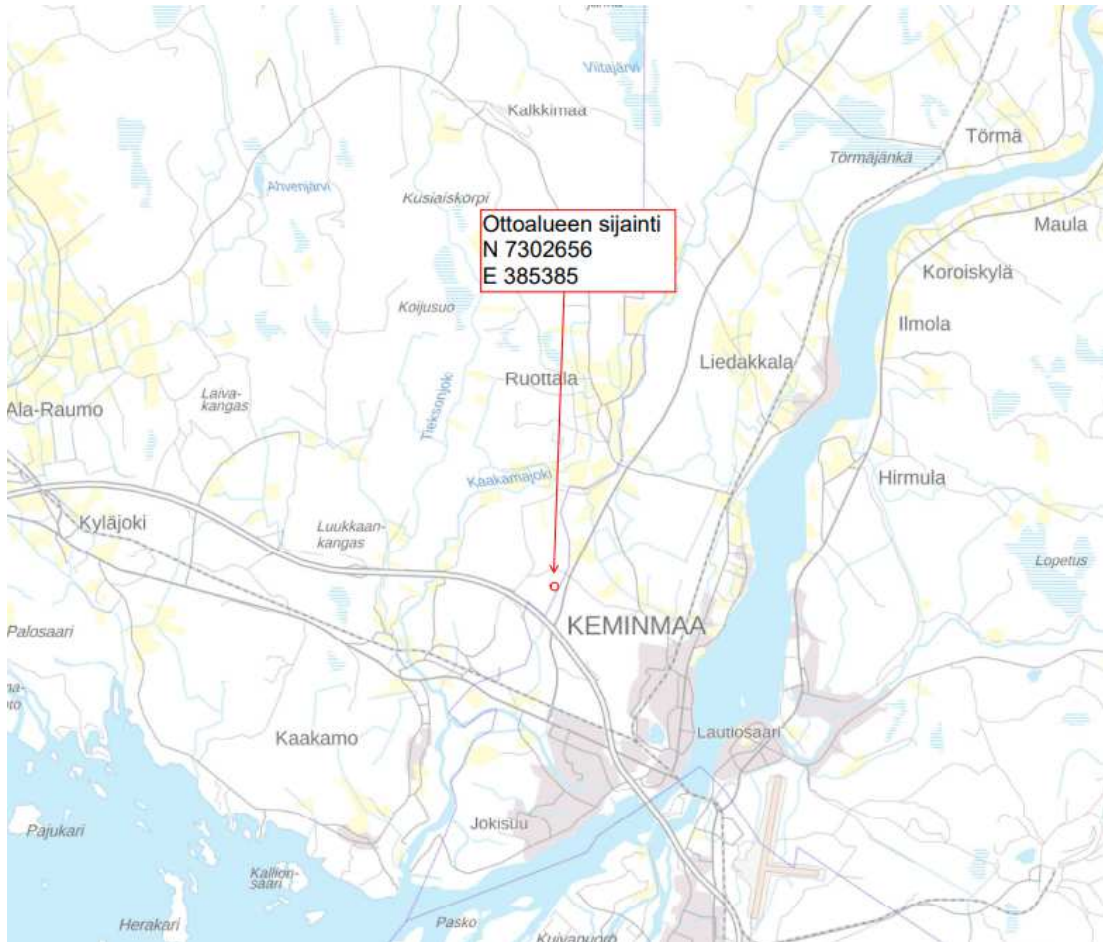 Viitajärvi
Kalkkimaa
Törmä
Törmäjänkä
Ahvenjärvi
Kusiaiskorpi
Ottoalueen sijainti
N 7302656
E 385385
Maula
Koroiskylä
Koijusuo
Ilmola
Liedakkala
Ruottala
Laiva-
kangas
Ala-Raumo
Tieksonjoki
Kaakamajoki
Hirmula
Kyläjoki
Luukkaan-
kangas
Lopetus
KEMINMAA
Palosaari
Lautiosaari
Kaakamo
Jokisuu
Pajukari
Kallion-
saari
Herakari
Pasko
Kuivanuoro